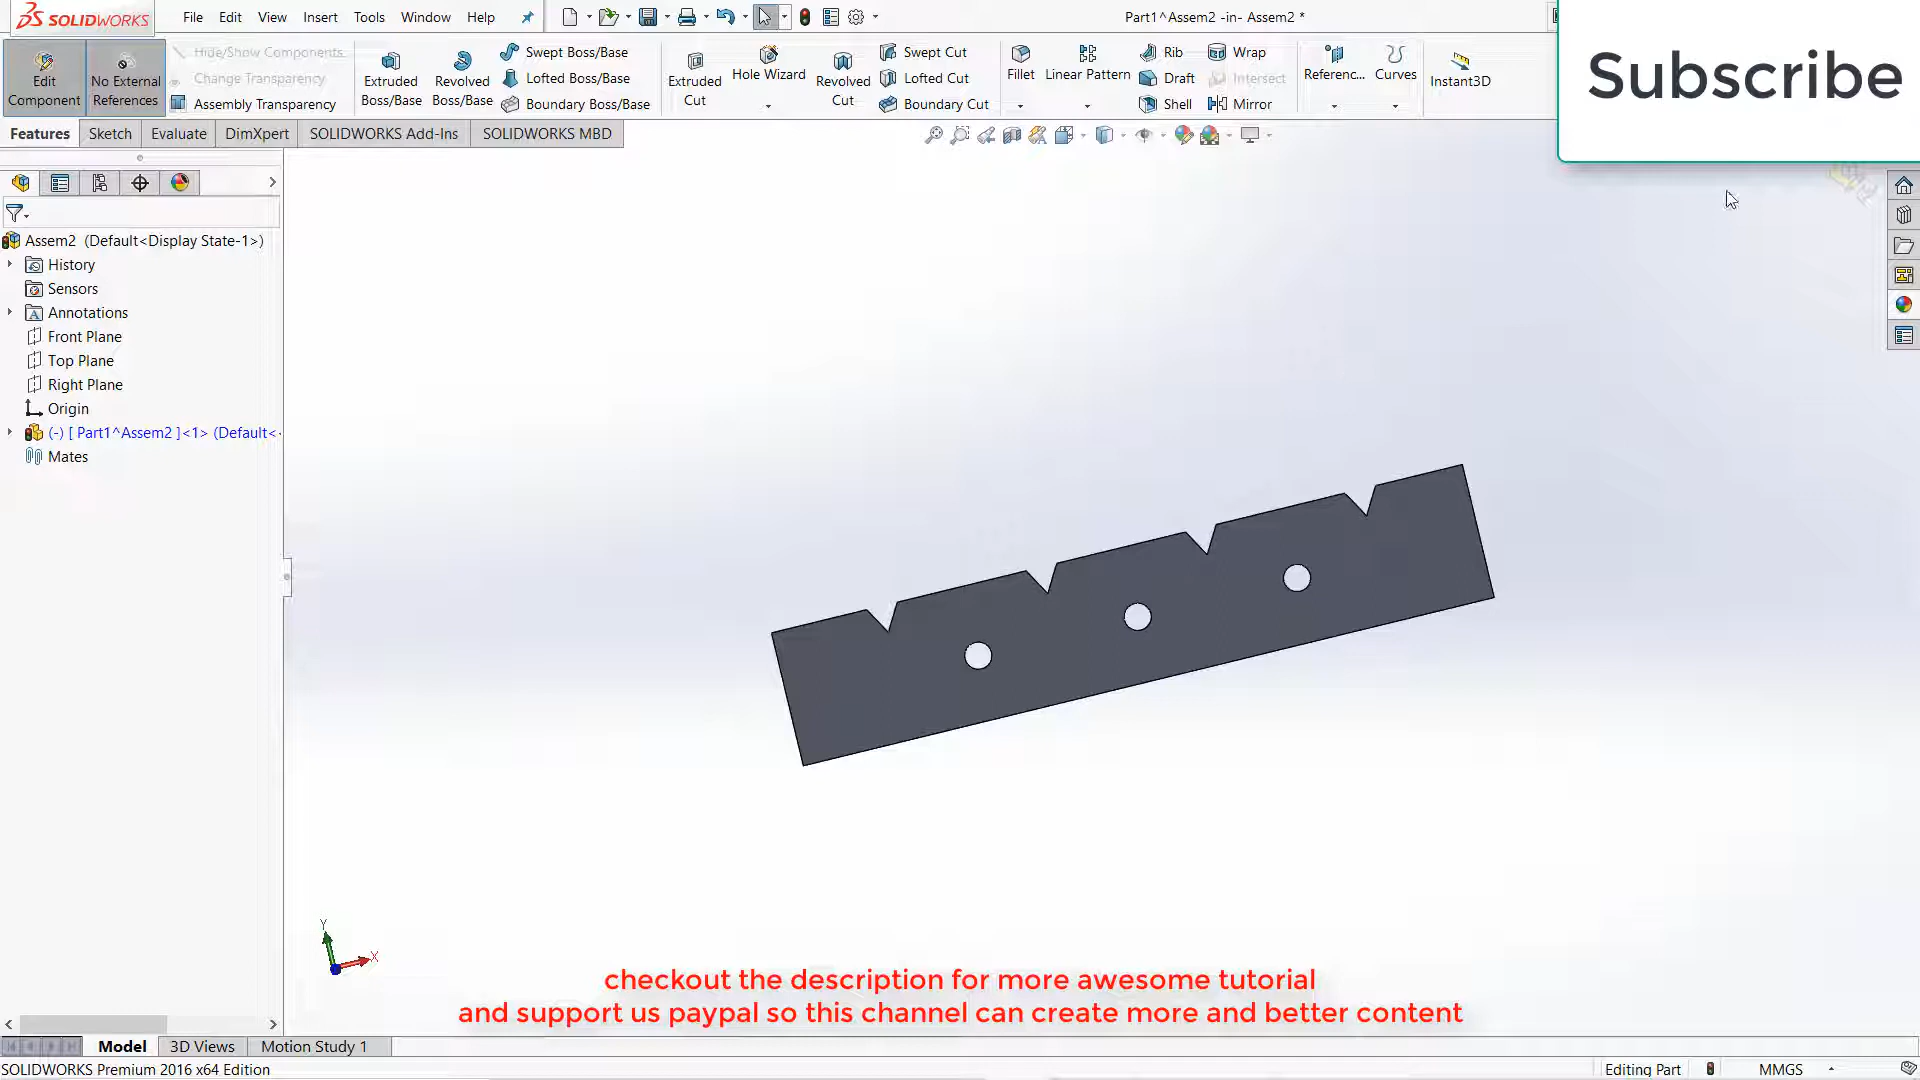 SOLIDWORKS
File Edit View Insert Tools Window Help
Part1^Assem2 -in- Assem2 *
Subscribe
Edit Component
No External References
Hide/Show Components
Change Transparency
Assembly Transparency
Extruded Boss/Base
Revolved Boss/Base
Swept Boss/Base
Lofted Boss/Base
Boundary Boss/Base
Extruded Cut
Hole Wizard
Revolved Cut
Swept Cut
Lofted Cut
Boundary Cut
Fillet
Linear Pattern
Rib
Draft
Shell
Wrap
Intersect
Mirror
Referenc...
Curves
Instant3D
Features Sketch Evaluate DimXpert SOLIDWORKS Add-Ins SOLIDWORKS MBD
Assem2 (Default<Display State-1>)
History
Sensors
A Annotations
Front Plane
Top Plane
Right Plane
Origin
(-) [ Part1^Assem2 ]<1> (Default<
Mates
Y
X
checkout the description for more awesome tutorial
and support us paypal so this channel can create more and better content
Model 3D Views Motion Study 1
SOLIDWORKS Premium 2016 x64 Edition
Editing Part
MMGS